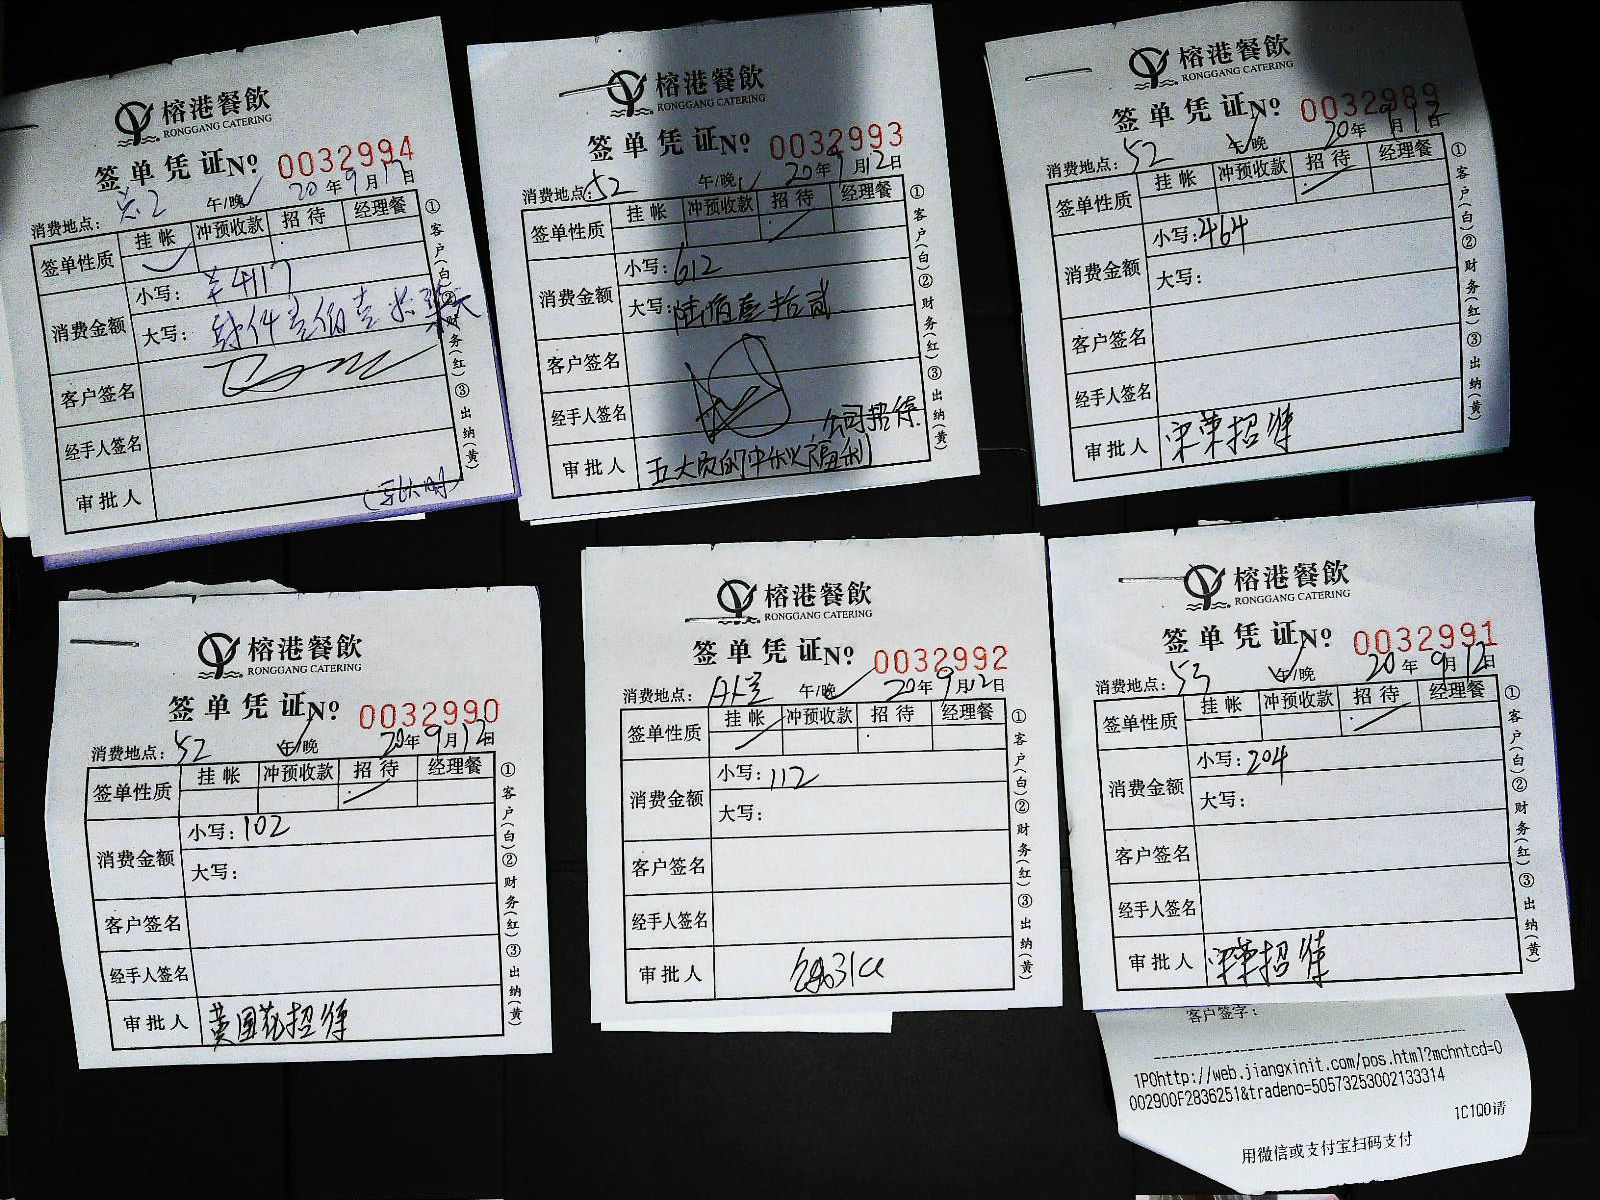 榕港餐飲
RONGGANG CATERING
签单凭证№ 0032994
消费地点: 午/晚 20年9月12日
签单性质 挂帐 冲预收款 招待 经理餐
消费金额 小写: ¥4117
大写:
客户签名
经手人签名
审批人
①客户(白)②财务(红)③出纳(黄)
榕港餐飲
RONGGANG CATERING
签单凭证№ 0032993
消费地点: 52 午/晚 20年9月12日
签单性质 挂帐 冲预收款 招待 经理餐
消费金额 小写: 612
大写: 陆佰壹拾贰
客户签名
经手人签名
公司招待
审批人
①客户(白)②财务(红)③出纳(黄)
榕港餐飲
RONGGANG CATERING
签单凭证№ 0032989
消费地点: 52 午/晚 20年9月12日
签单性质 挂帐 冲预收款 招待 经理餐
消费金额 小写: 464
大写:
客户签名
经手人签名
审批人 宋荣招待
①客户(白)②财务(红)③出纳(黄)
榕港餐飲
RONGGANG CATERING
签单凭证№ 0032990
消费地点: 52 午/晚 20年9月12日
签单性质 挂帐 冲预收款 招待 经理餐
消费金额 小写: 102
大写:
客户签名
经手人签名
审批人 黄国花招待
①客户(白)②财务(红)③出纳(黄)
榕港餐飲
RONGGANG CATERING
签单凭证№ 0032992
消费地点: 午/晚 20年9月12日
签单性质 挂帐 冲预收款 招待 经理餐
消费金额 小写: 112
大写:
客户签名
经手人签名
审批人
①客户(白)②财务(红)③出纳(黄)
榕港餐飲
RONGGANG CATERING
签单凭证№ 0032991
消费地点: 53 午/晚 20年9月12日
签单性质 挂帐 冲预收款 招待 经理餐
消费金额 小写: 204
大写:
客户签名
经手人签名
审批人 宋荣招待
①客户(白)②财务(红)③出纳(黄)
客户签字:
1P0http://web.jiangxinit.com/pos.html?mchntcd=0
002900F2836251&tradeno=50573253002133314
1C1Q0请
用微信或支付宝扫码支付